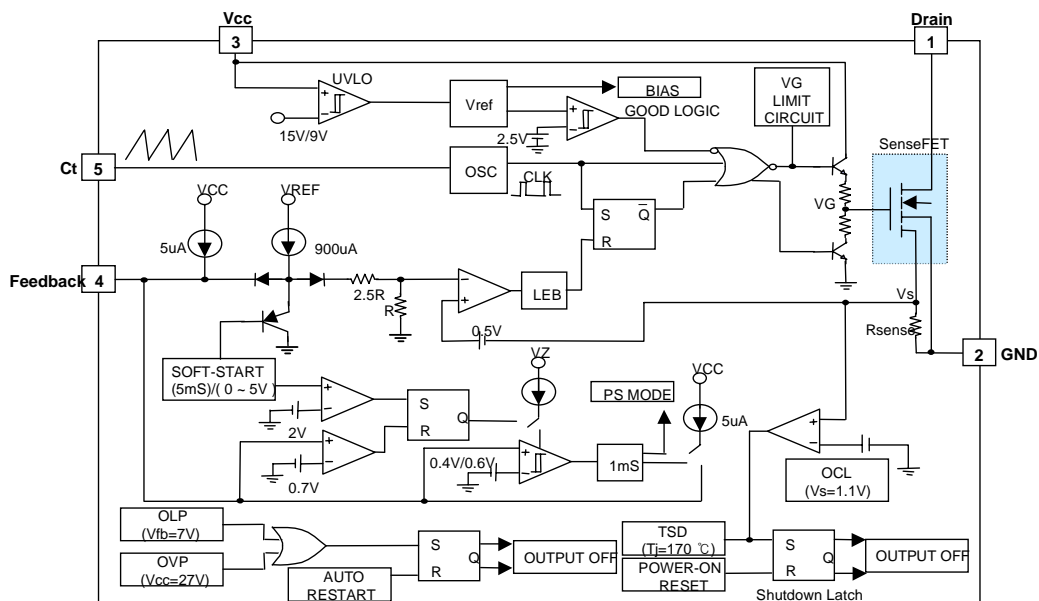 Vcc
Drain
3
1
UVLO
+
−
15V/9V
Vref
BIAS
GOOD LOGIC
+
−
2.5V
VG
LIMIT
CIRCUIT
SenseFET
Ct
5
OSC
CLK
VG
VCC
VREF
S
Q
R
5uA
900uA
Feedback
4
2.5R
R
−
+
LEB
0.5V
Vs
Rsense
2
GND
SOFT-START
(5mS)/( 0 ~ 5V )
VZ
VCC
PS MODE
5uA
+
−
2V
S
Q
R
+
−
0.7V
0.4V/0.6V
+
−
1mS
+
−
OCL
(Vs=1.1V)
OLP
(Vfb=7V)
OVP
(Vcc=27V)
S
Q
R
OUTPUT OFF
AUTO
RESTART
TSD
(Tj=170 ℃)
POWER-ON
RESET
S
Q
R
OUTPUT OFF
Shutdown Latch